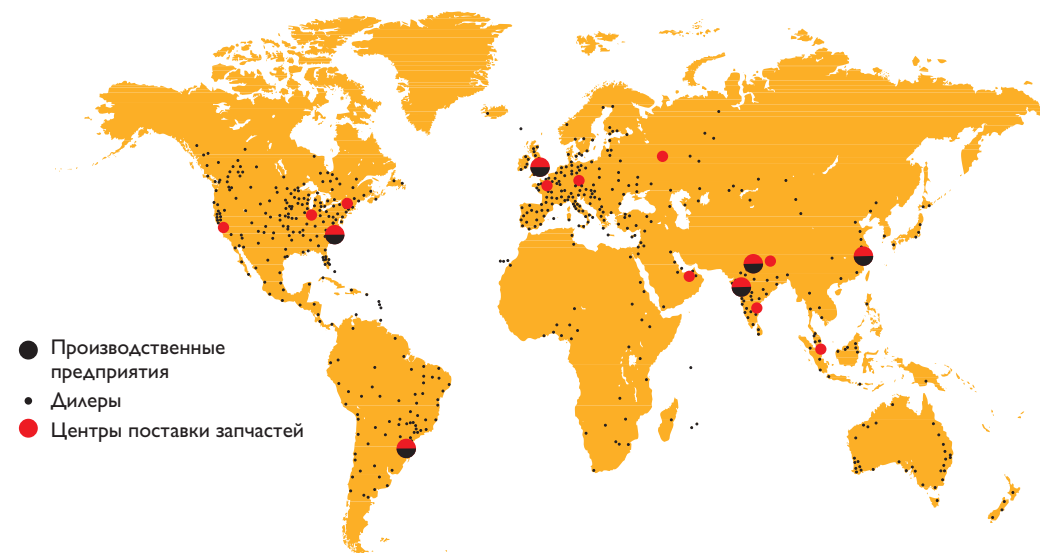 Производственные
предприятия
Дилеры
Центры поставки запчастей